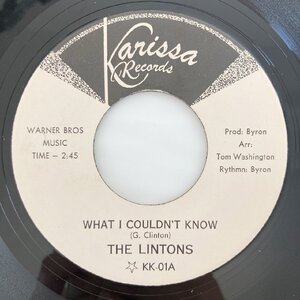 Karissa
Records
WARNER BROS
MUSIC
TIME - 2:45
Prod: Byron
Arr:
Tom Washington
Rythmn: Byron
WHAT I COULDN'T KNOW
(G. Clinton)
THE LINTONS
KK-01A